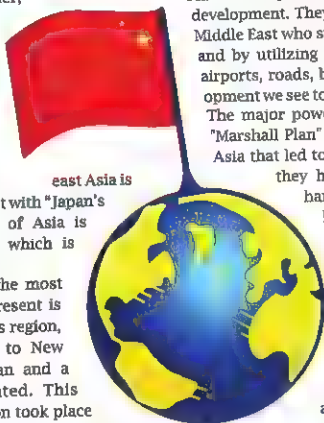 development. They
Middle East who s
and by utilizing
airports, roads, b
opment we see to
The major pow
"Marshall Plan"
Asia that led to
they h
east Asia is
t with "Japan's
of Asia is
which is
he most
resent is
s region,
to New
an and a
ted. This
on took place